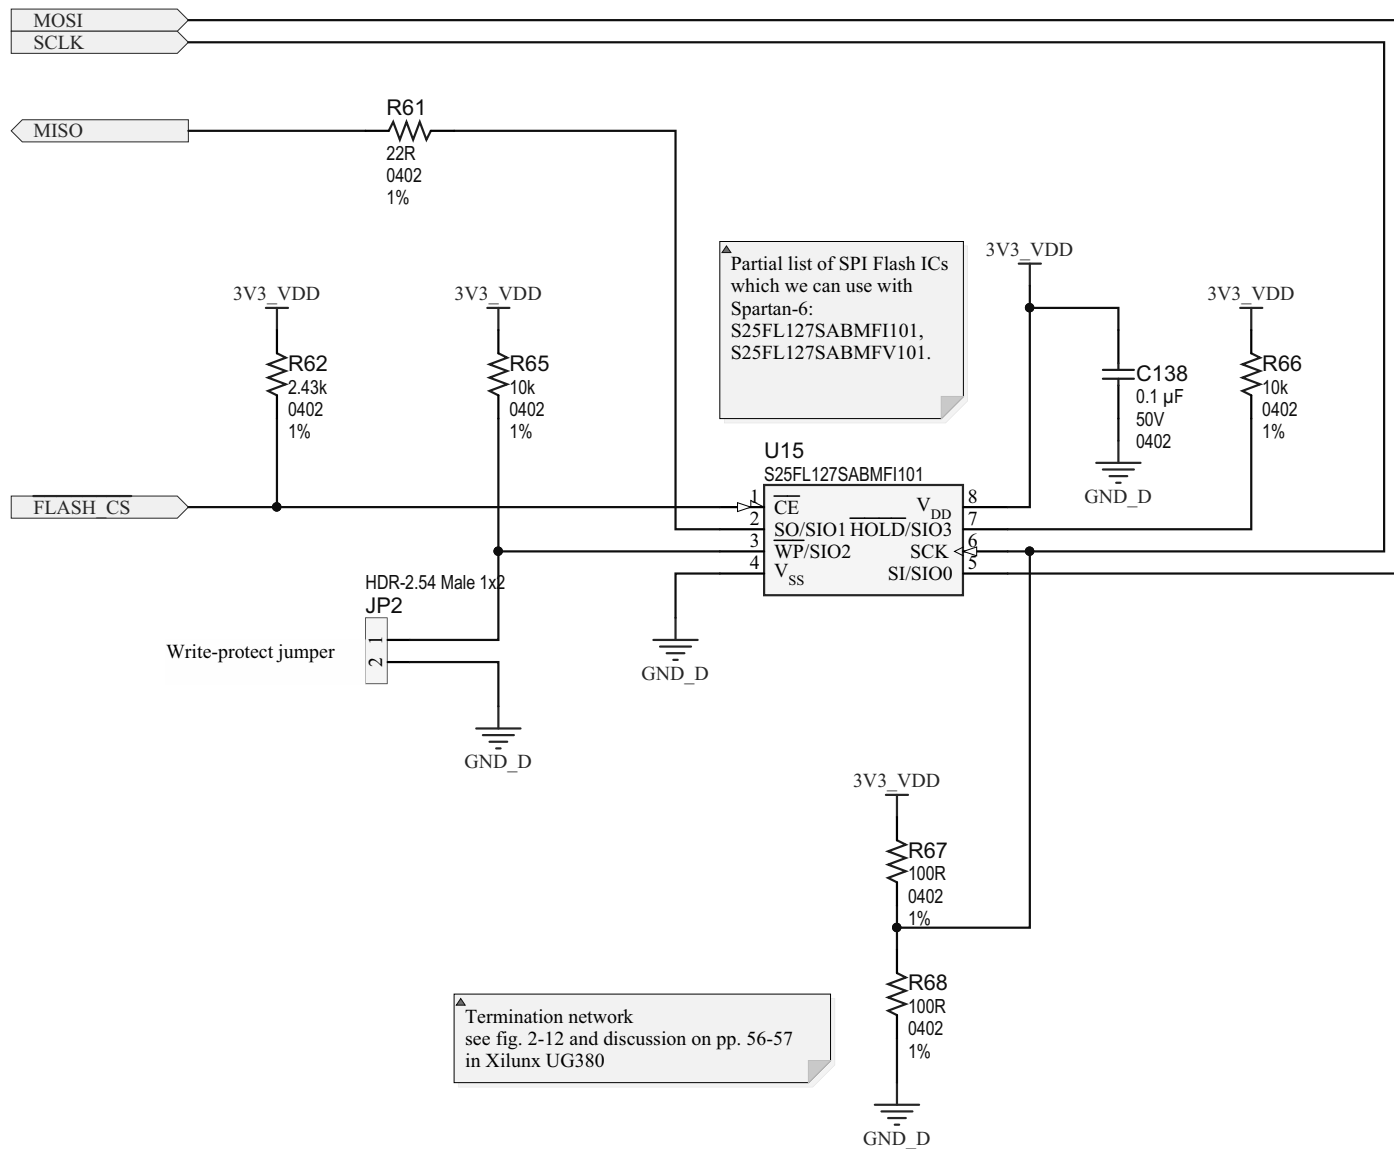 MOSI
SCLK
MISO
R61
22R
0402
1%
3V3_VDD
R62
2.43k
0402
1%
3V3_VDD
R65
10k
0402
1%
Partial list of SPI Flash ICs
which we can use with
Spartan-6:
S25FL127SABMFI101,
S25FL127SABMFV101.
3V3_VDD
C138
0.1 µF
50V
0402
GND_D
3V3_VDD
R66
10k
0402
1%
FLASH_CS
U15
S25FL127SABMFI101
1 CE VDD 8
2 SO/SIO1 HOLD/SIO3 7
3 WP/SIO2 SCK 6
4 VSS SI/SIO0 5
GND_D
HDR-2.54 Male 1x2
JP2
1
2
Write-protect jumper
GND_D
3V3_VDD
R67
100R
0402
1%
R68
100R
0402
1%
GND_D
Termination network
see fig. 2-12 and discussion on pp. 56-57
in Xilunx UG380